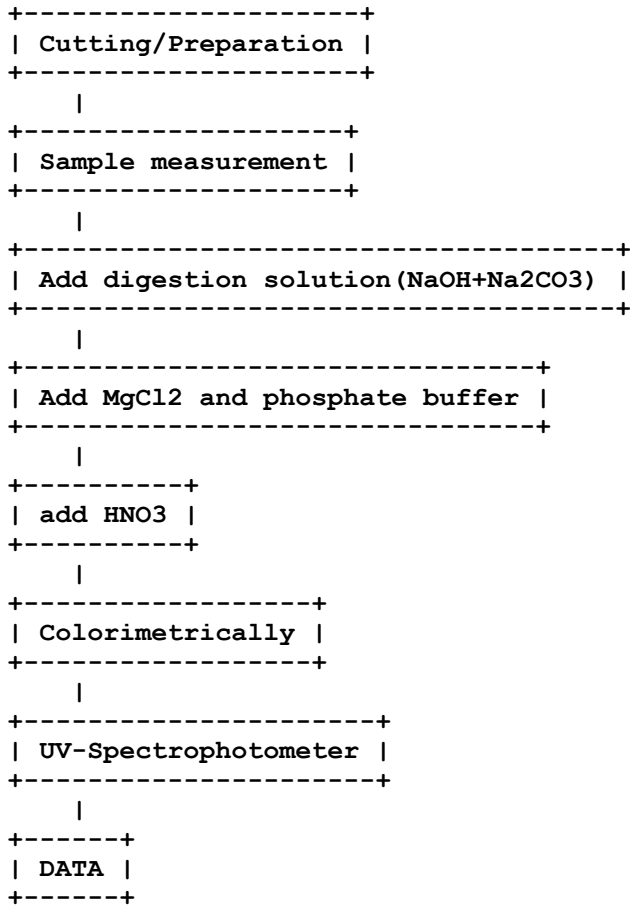 Cutting/Preparation
Sample measurement
Add digestion solution(NaOH+Na2CO3)
Add MgCl2 and phosphate buffer
add HNO3
Colorimetrically
UV-Spectrophotometer
DATA